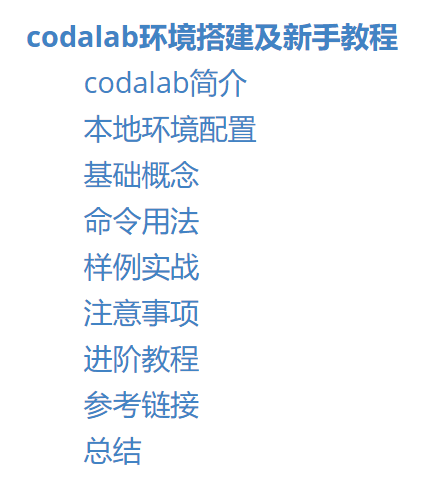 codalab环境搭建及新手教程
codalab简介
本地环境配置
基础概念
命令用法
样例实战
注意事项
进阶教程
参考链接
总结